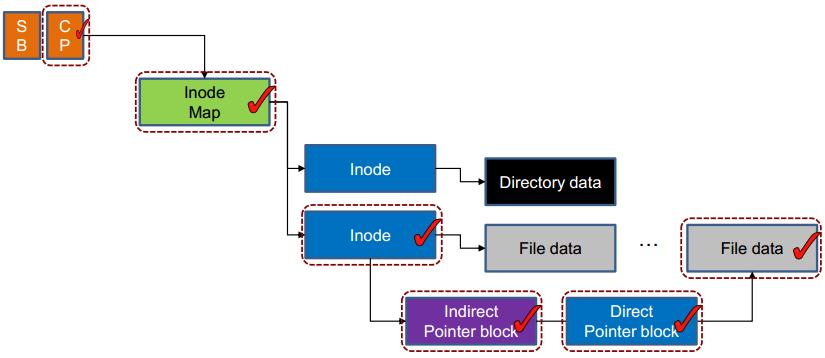 S
B
C
P
Inode
Map
Inode
Directory data
Inode
File data
...
File data
Indirect
Pointer block
Direct
Pointer block